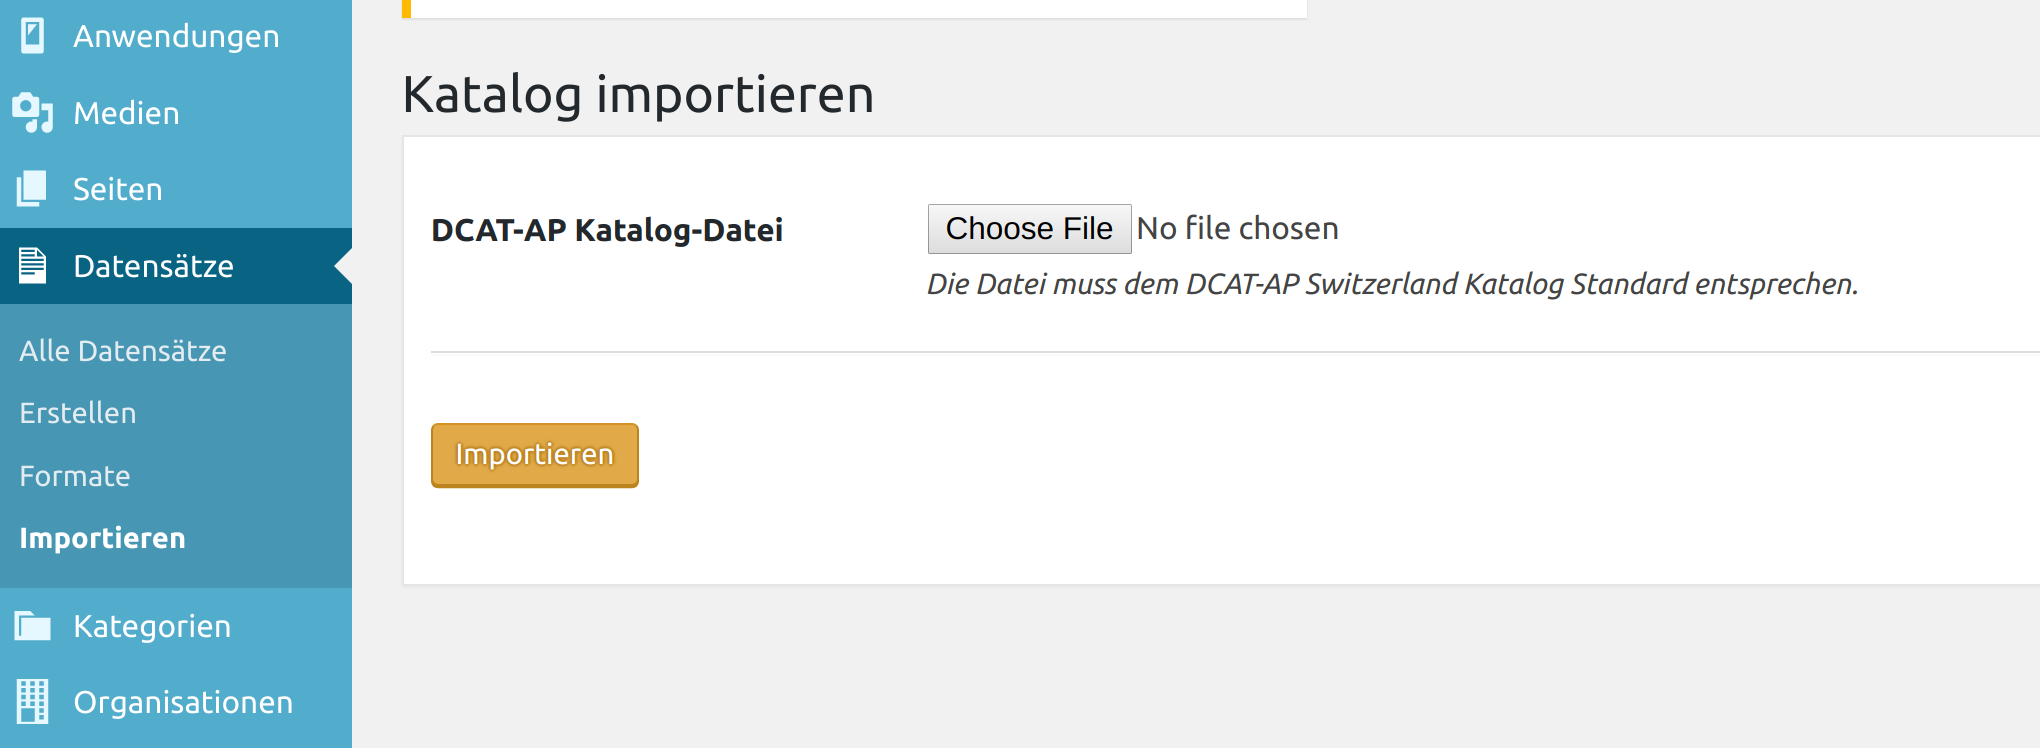 Anwendungen
Medien
Seiten
Datensätze
Alle Datensätze
Erstellen
Formate
Importieren
Kategorien
Organisationen
Katalog importieren
DCAT-AP Katalog-Datei
Choose File No file chosen
Die Datei muss dem DCAT-AP Switzerland Katalog Standard entsprechen.
Importieren